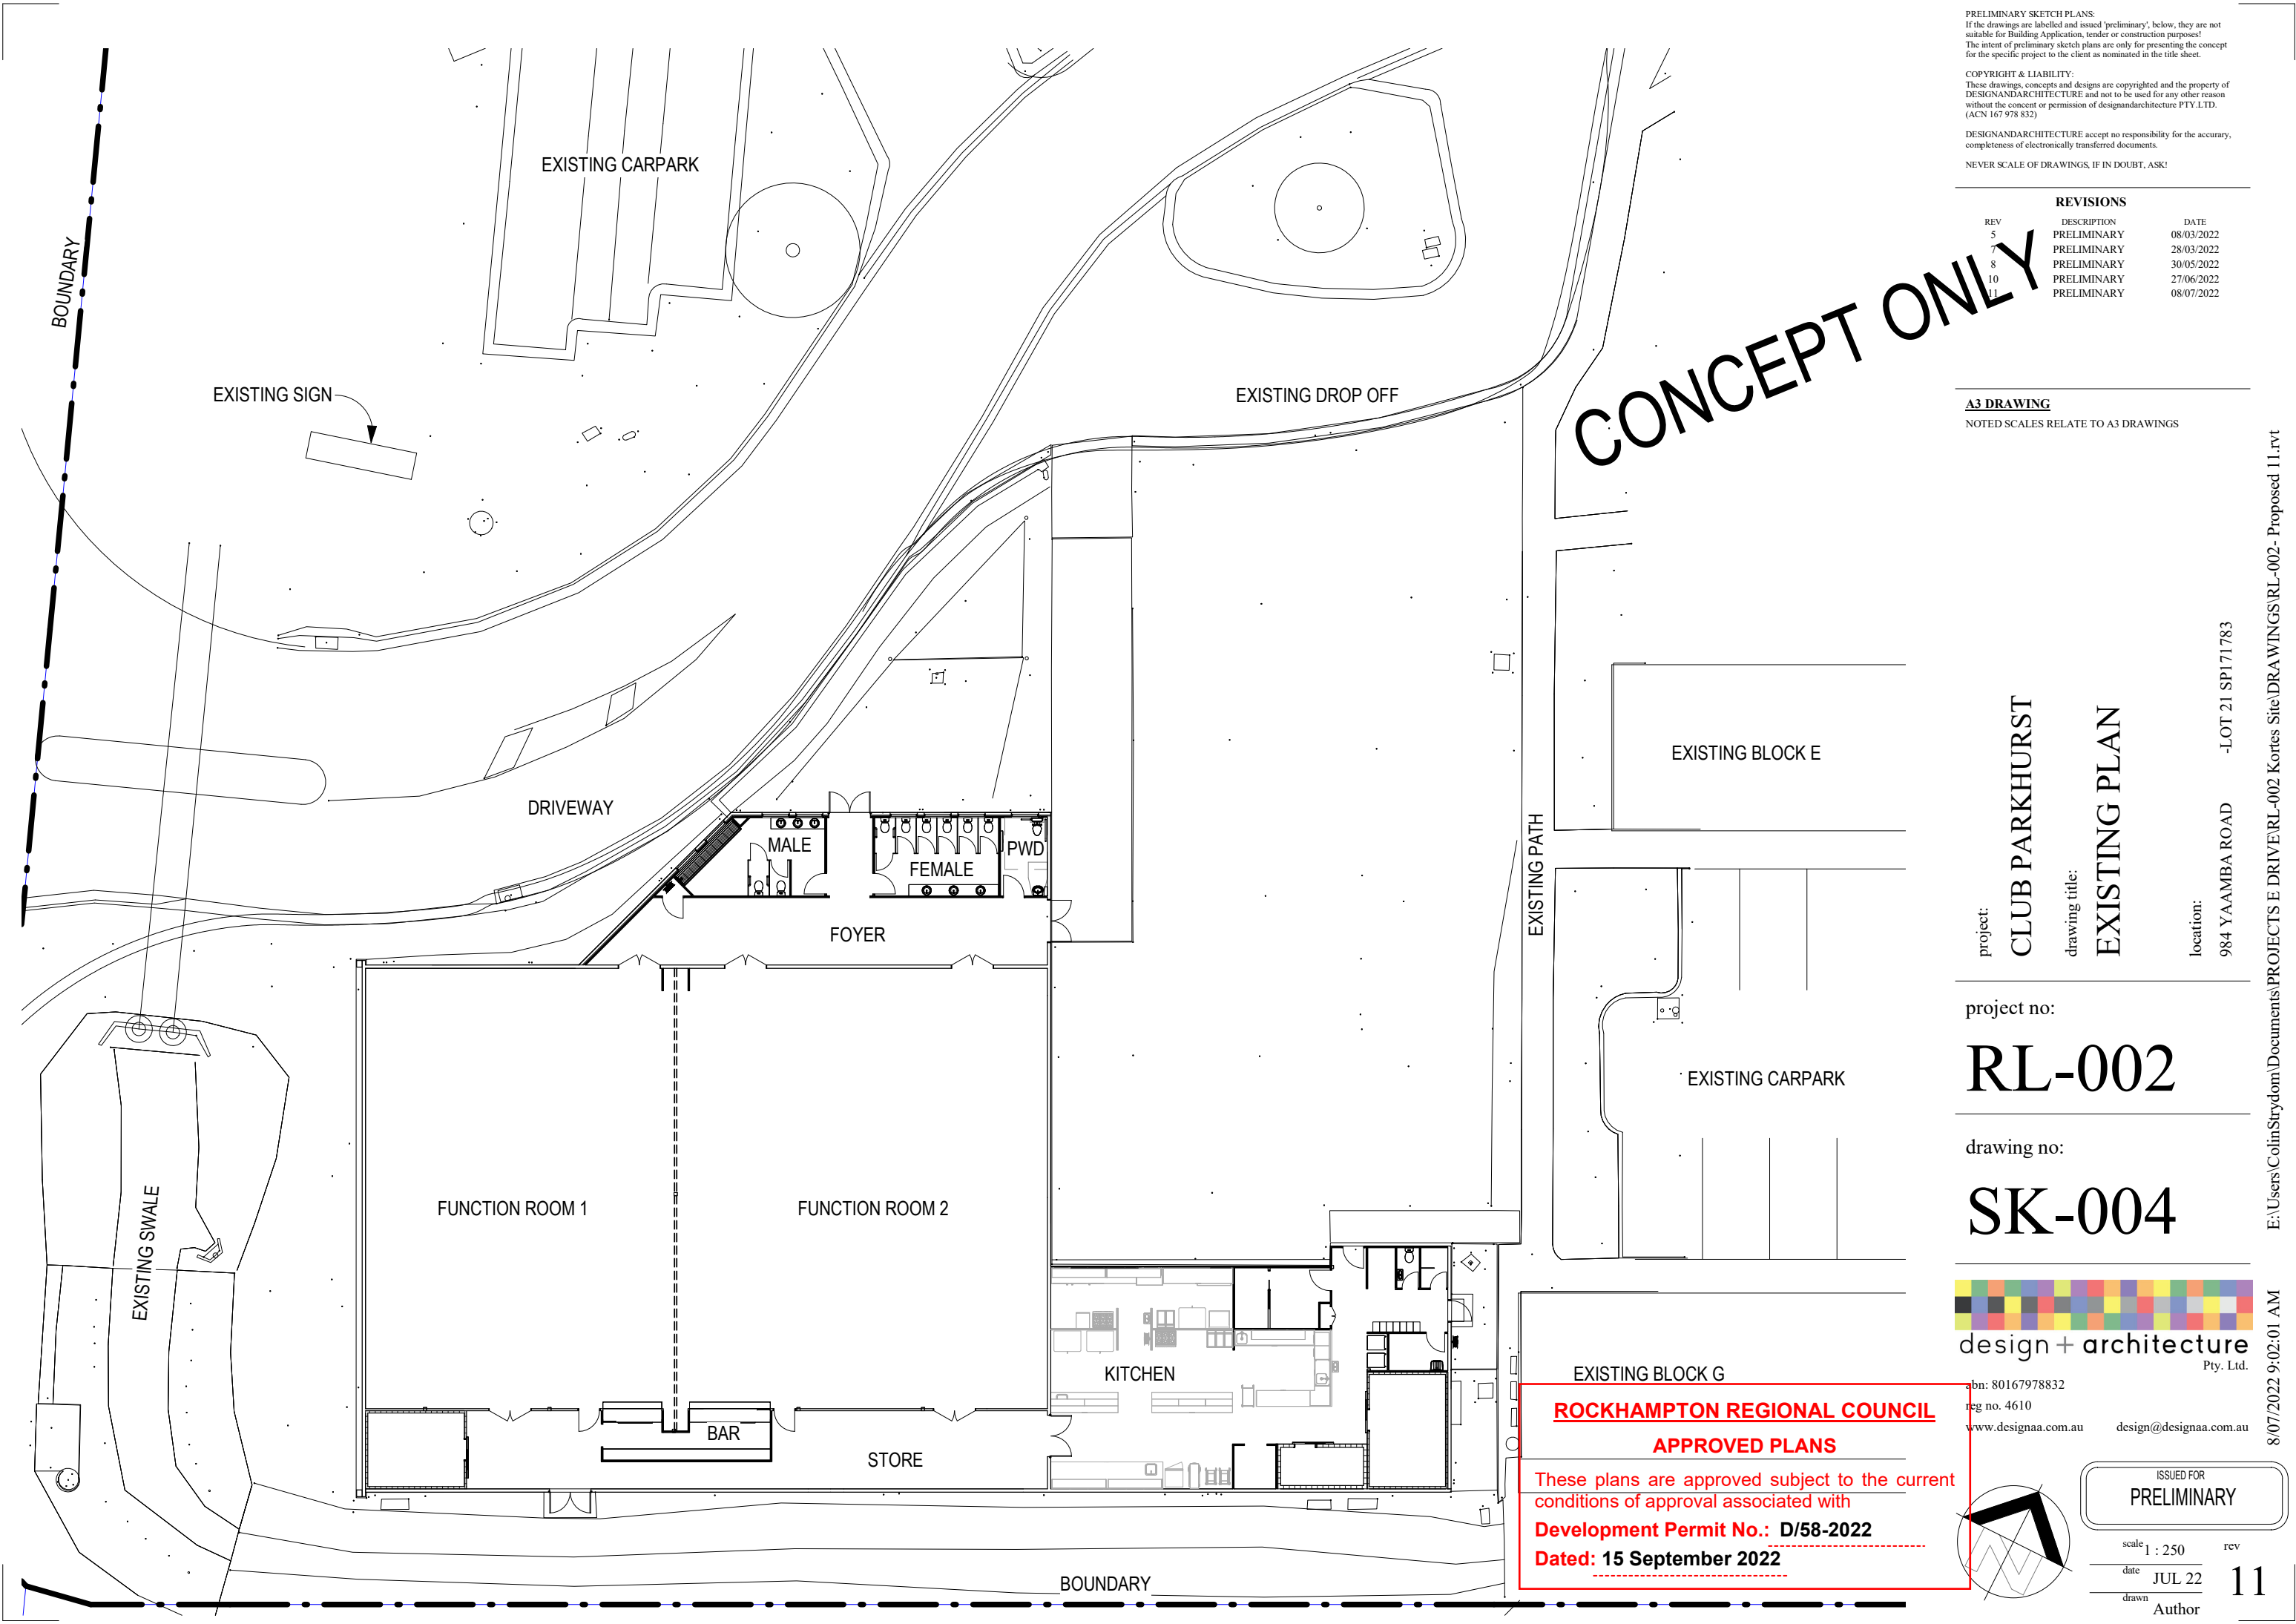 PRELIMINARY SKETCH PLANS:
If the drawings are labelled and issued 'preliminary', below, they are not
suitable for Building Application, tender or construction purposes!
The intent of preliminary sketch plans are only for presenting the concept
for the specific project to the client as nominated in the title sheet.
COPYRIGHT & LIABILITY:
These drawings, concepts and designs are copyrighted and the property of
DESIGNANDARCHITECTURE and not to be used for any other reason
without the concent or permission of designandarchitecture PTY.LTD.
(ACN 167 978 832)
DESIGNANDARCHITECTURE accept no responsibility for the accurary,
completeness of electronically transferred documents.
NEVER SCALE OF DRAWINGS, IF IN DOUBT, ASK!
REVISIONS
REV DESCRIPTION DATE
5 PRELIMINARY 08/03/2022
7 PRELIMINARY 28/03/2022
8 PRELIMINARY 30/05/2022
10 PRELIMINARY 27/06/2022
11 PRELIMINARY 08/07/2022
CONCEPT ONLY
A3 DRAWING
NOTED SCALES RELATE TO A3 DRAWINGS
EXISTING CARPARK
BOUNDARY
EXISTING SIGN
EXISTING DROP OFF
EXISTING BLOCK E
DRIVEWAY
MALE
FEMALE
PWD
EXISTING PATH
FOYER
EXISTING CARPARK
FUNCTION ROOM 1
FUNCTION ROOM 2
EXISTING SWALE
KITCHEN
EXISTING BLOCK G
BAR
STORE
BOUNDARY
ROCKHAMPTON REGIONAL COUNCIL
APPROVED PLANS
These plans are approved subject to the current
conditions of approval associated with
Development Permit No.: D/58-2022
Dated: 15 September 2022
project:
CLUB PARKHURST
drawing title:
EXISTING PLAN
location:
984 YAAMBA ROAD -LOT 21 SP171783
project no:
RL-002
drawing no:
SK-004
design + architecture
Pty. Ltd.
abn: 80167978832
reg no. 4610
www.designaa.com.au design@designaa.com.au
ISSUED FOR
PRELIMINARY
scale 1 : 250
date JUL 22
drawn Author
rev
11
E:\Users\ColinStrydom\Documents\PROJECTS E DRIVE\RL-002 Kortes Site\DRAWINGS\RL-002- Proposed 11.rvt
8/07/2022 9:02:01 AM